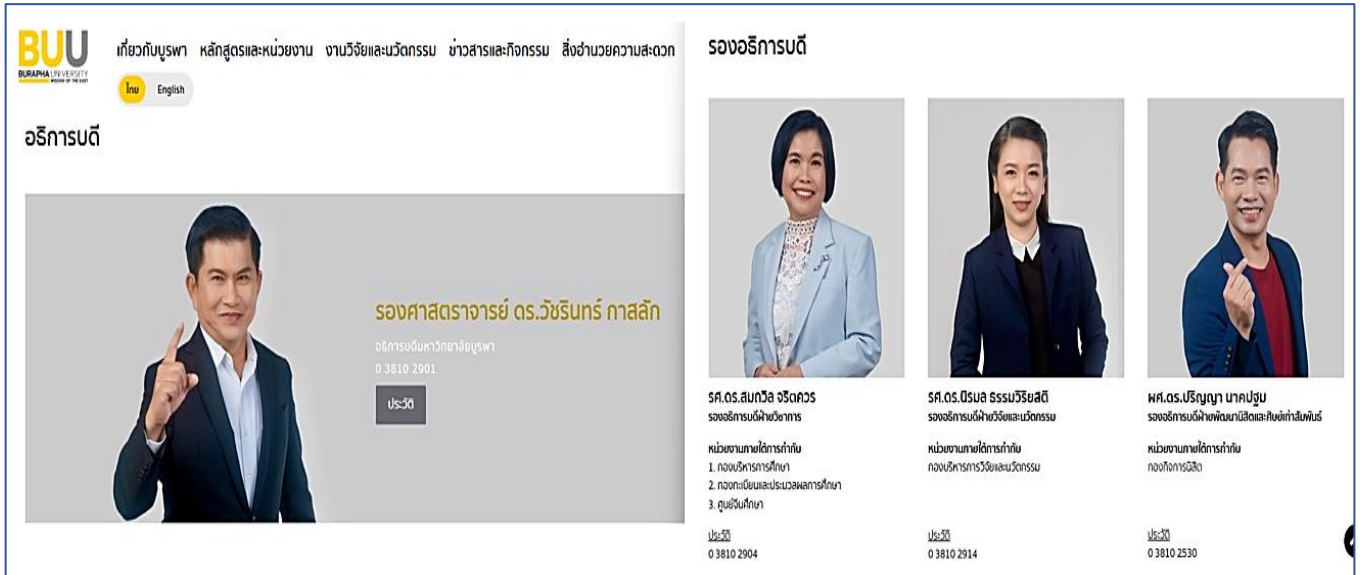 BUU
BURAPHA UNIVERSITY
WISDOM OF THE EAST
เกี่ยวกับบูรพา หลักสูตรและหน่วยงาน งานวิจัยและนวัตกรรม ข่าวสารและกิจกรรม สิ่งอำนวยความสะดวก
ไทย English
อธิการบดี
รองศาสตราจารย์ ดร.วัชรินทร์ กาสลัก
อธิการบดีมหาวิทยาลัยบูรพา
0 3810 2901
ประวัติ
รองอธิการบดี
รศ.ดร.สมถวิล จริตควร
รองอธิการบดีฝ่ายวิชาการ
หน่วยงานภายใต้การกำกับ
1. กองบริหารการศึกษา
2. กองทะเบียนและประมวลผลการศึกษา
3. ศูนย์จีนศึกษา
ประวัติ
0 3810 2904
รศ.ดร.นิรมล ธรรมวิริยสติ
รองอธิการบดีฝ่ายวิจัยและนวัตกรรม
หน่วยงานภายใต้การกำกับ
กองบริหารการวิจัยและนวัตกรรม
ประวัติ
0 3810 2914
ผศ.ดร.ปริญญา นาคปฐม
รองอธิการบดีฝ่ายพัฒนานิสิตและศิษย์เก่าสัมพันธ์
หน่วยงานภายใต้การกำกับ
กองกิจการนิสิต
ประวัติ
0 3810 2530